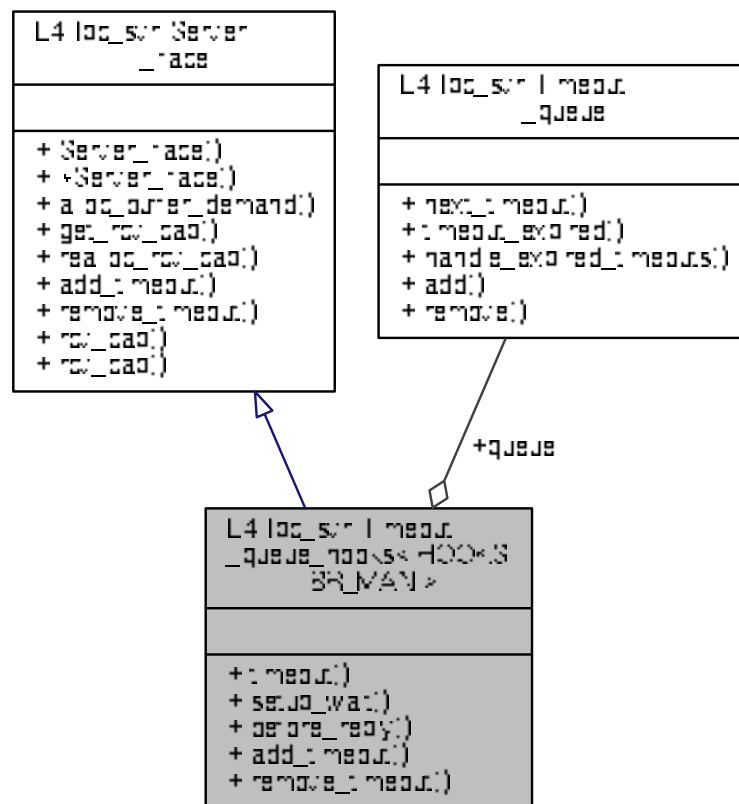 L4::Ipc_svr::Server
_iface
+ Server_iface()
+ ~Server_iface()
+ alloc_buffer_demand()
+ get_rcv_cap()
+ realloc_rcv_cap()
+ add_timeout()
+ remove_timeout()
+ rcv_cap()
+ rcv_cap()
L4::Ipc_svr::Timeout
_queue
+ next_timeout()
+ timeout_expired()
+ handle_expired_timeouts()
+ add()
+ remove()
+queue
L4::Ipc_svr::Timeout
_queue_hooks< HOOKS,
BR_MAN >
+ timeout()
+ setup_wait()
+ before_reply()
+ add_timeout()
+ remove_timeout()